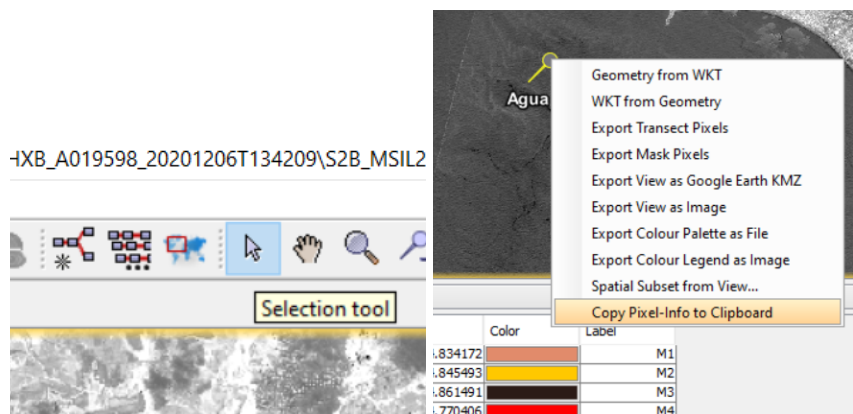 HXB_A019598_20201206T134209\S2B_MSIL2
Selection tool
Agua
Geometry from WKT
WKT from Geometry
Export Transect Pixels
Export Mask Pixels
Export View as Google Earth KMZ
Export View as Image
Export Colour Palette as File
Export Colour Legend as Image
Spatial Subset from View...
Copy Pixel-Info to Clipboard
Color Label
.834172 M1
.845493 M2
.861491 M3
.770406 M4